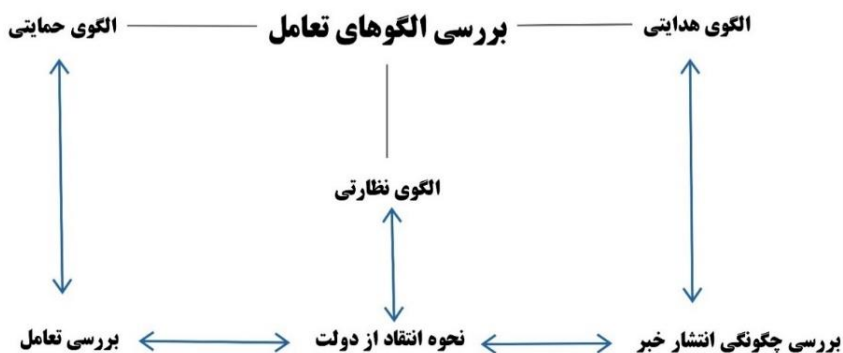 الگوی هدایتی
بررسی الگوهای تعامل
الگوی حمایتی
الگوی نظارتی
بررسی چگونگی انتشار خبر
نحوه انتقاد از دولت
بررسی تعامل